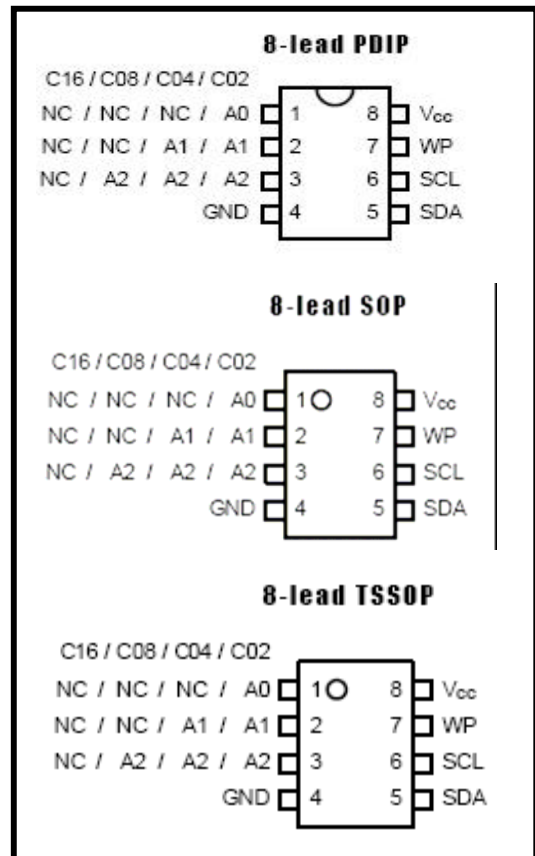 8-lead PDIP
C16 / C08 / C04 / C02
NC / NC / NC / A0 1 8 Vcc
NC / NC / A1 / A1 2 7 WP
NC / A2 / A2 / A2 3 6 SCL
GND 4 5 SDA
8-lead SOP
C16 / C08 / C04 / C02
NC / NC / NC / A0 1 8 Vcc
NC / NC / A1 / A1 2 7 WP
NC / A2 / A2 / A2 3 6 SCL
GND 4 5 SDA
8-lead TSSOP
C16 / C08 / C04 / C02
NC / NC / NC / A0 1 8 Vcc
NC / NC / A1 / A1 2 7 WP
NC / A2 / A2 / A2 3 6 SCL
GND 4 5 SDA